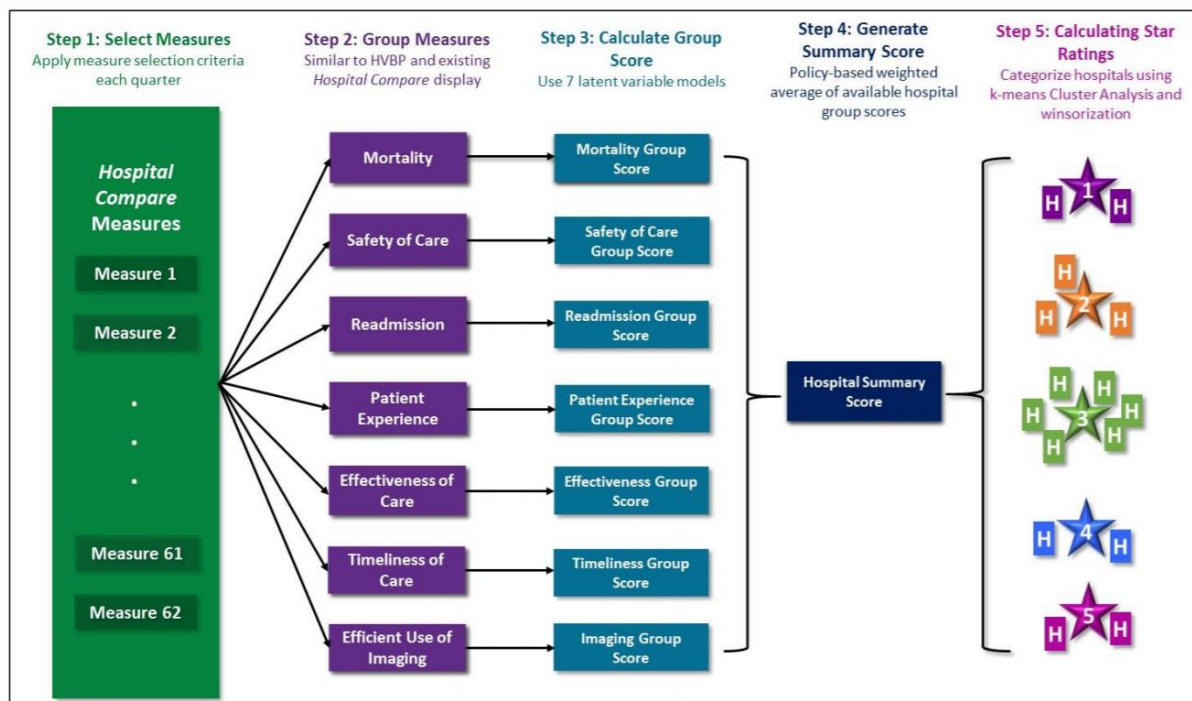 Step 1: Select Measures
Apply measure selection criteria
each quarter
Step 2: Group Measures
Similar to HVBP and existing
Hospital Compare display
Step 3: Calculate Group
Score
Use 7 latent variable models
Step 4: Generate
Summary Score
Policy-based weighted
average of available hospital
group scores
Step 5: Calculating Star
Ratings
Categorize hospitals using
k-means Cluster Analysis and
winsorization
Hospital
Compare
Measures
Measure 1
Measure 2
Measure 61
Measure 62
Mortality
Safety of Care
Readmission
Patient
Experience
Effectiveness of
Care
Timeliness of
Care
Efficient Use of
Imaging
Mortality Group
Score
Safety of Care
Group Score
Readmission Group
Score
Patient Experience
Group Score
Effectiveness Group
Score
Timeliness Group
Score
Imaging Group
Score
Hospital Summary
Score
H 1 H
H
H 2 H
H H
H 3 H
H H
H 4 H
H 5 H